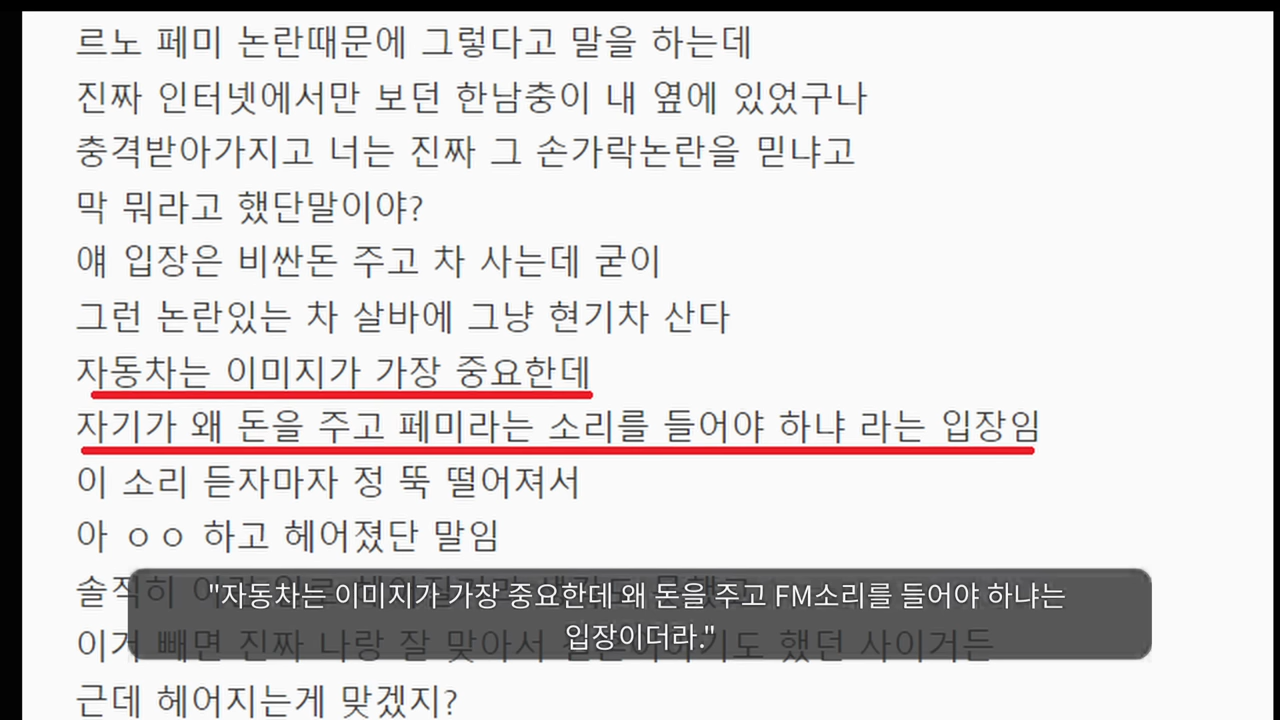 르노 페미 논란때문에 그렇다고 말을 하는데
진짜 인터넷에서만 보던 한남충이 내 옆에 있었구나
충격받아가지고 너는 진짜 그 손가락논란을 믿냐고
막 뭐라고 했단말이야?
얘 입장은 비싼돈 주고 차 사는데 굳이
그런 논란있는 차 살바에 그냥 현기차 산다
자동차는 이미지가 가장 중요한데
자기가 왜 돈을 주고 페미라는 소리를 들어야 하냐 라는 입장임
이 소리 듣자마자 정 뚝 떨어져서
아 ㅇㅇ 하고 헤어졌단 말임
솔직히
"자동차는 이미지가 가장 중요한데 왜 돈을 주고 FM소리를 들어야 하냐는
입장이더라."
이거 빼면 진짜 나랑 잘 맞아서 했던 사이거든
근데 헤어지는게 맞겠지?